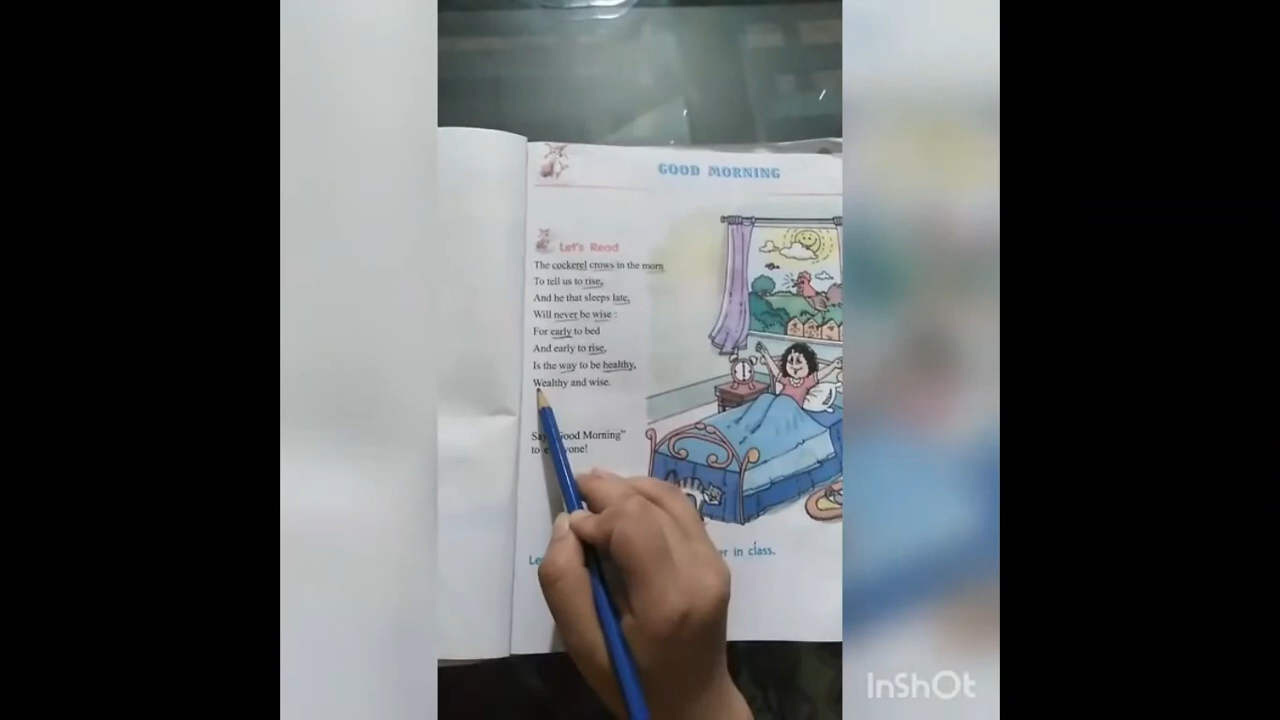 GOOD MORNING
Let's Read
The cockerel crows in the morn
To tell us to rise,
And he that sleeps late,
Will never be wise :
For early to bed
And early to rise,
Is the way to be healthy,
Wealthy and wise.
Say Good Morning"
to
in class.
InShOt